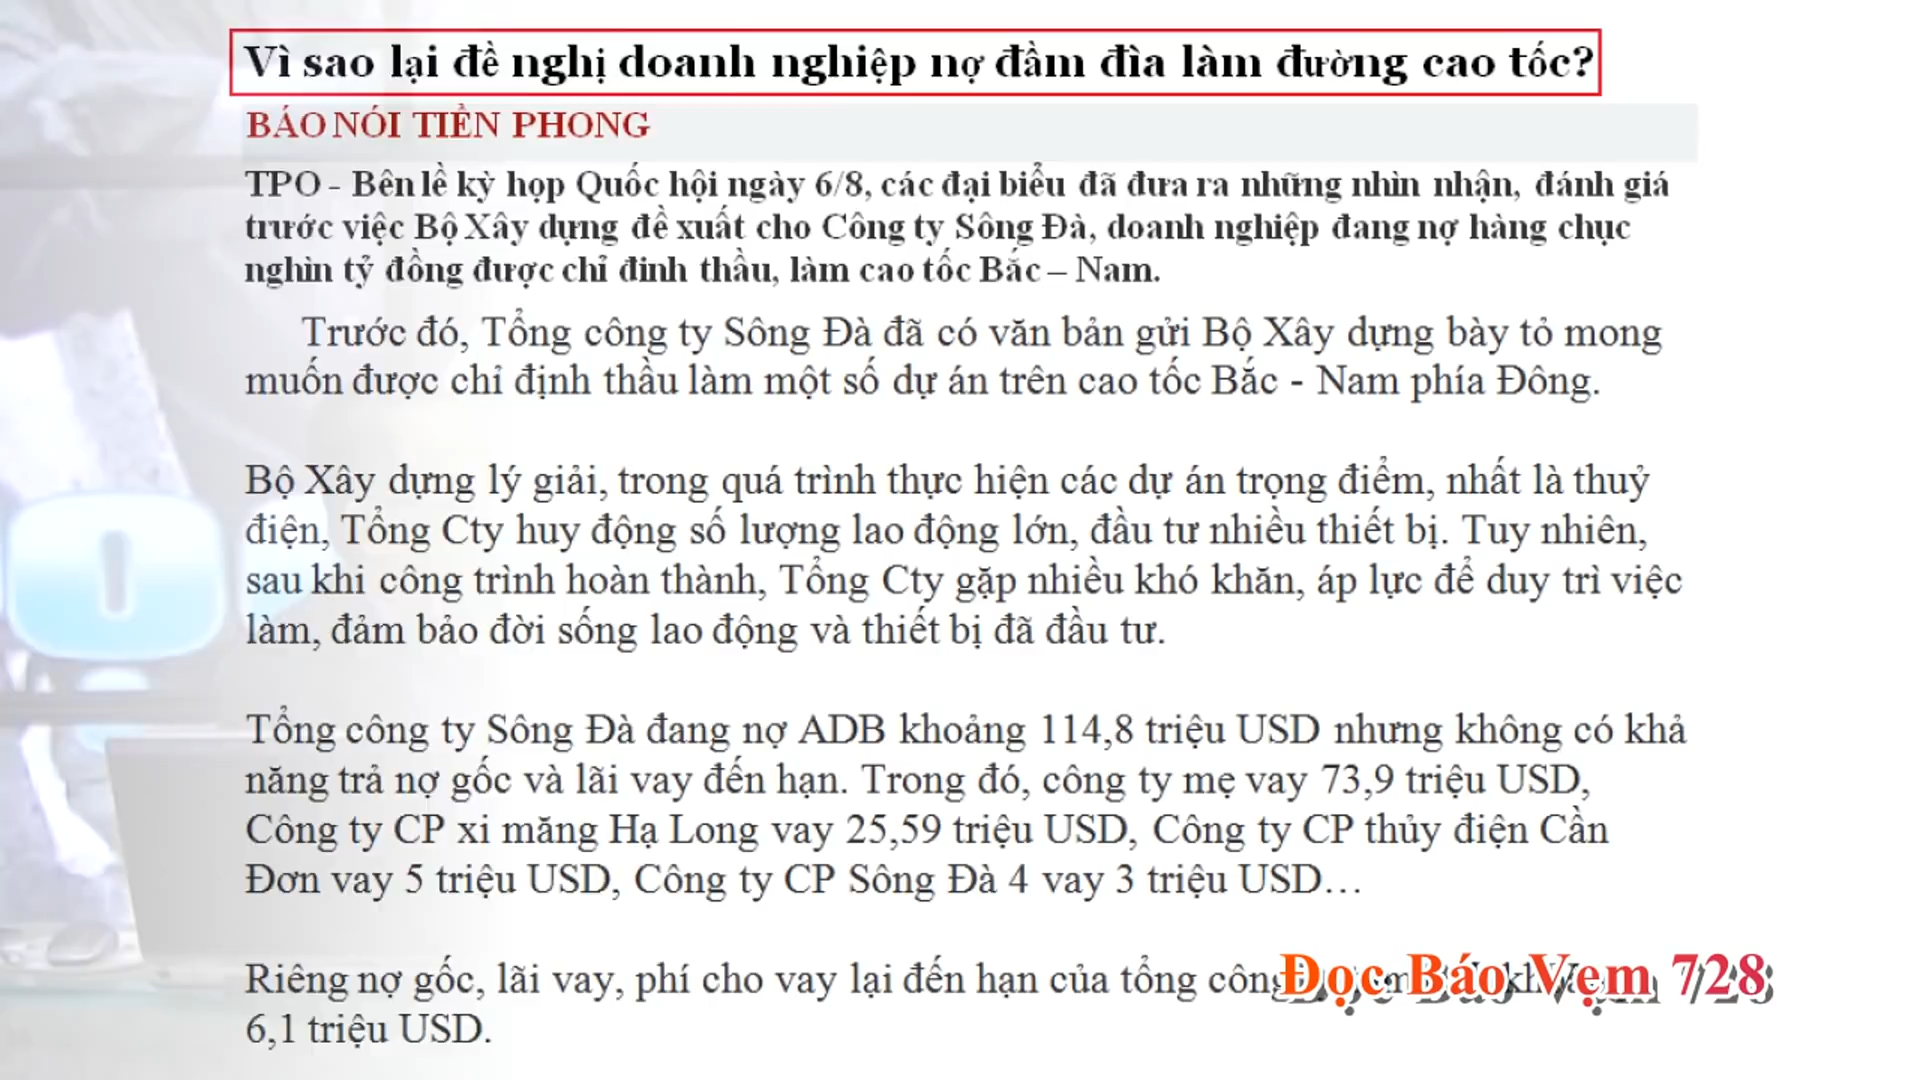 Vì sao lại đề nghị doanh nghiệp nợ đầm đìa làm đường cao tốc?
BÁO NÓI TIỀN PHONG
TPO - Bên lề kỳ họp Quốc hội ngày 6/8, các đại biểu đã đưa ra những nhìn nhận, đánh giá
trước việc Bộ Xây dựng đề xuất cho Công ty Sông Đà, doanh nghiệp đang nợ hàng chục
nghìn tỷ đồng được chỉ đinh thầu, làm cao tốc Bắc – Nam.
Trước đó, Tổng công ty Sông Đà đã có văn bản gửi Bộ Xây dựng bày tỏ mong
muốn được chỉ định thầu làm một số dự án trên cao tốc Bắc - Nam phía Đông.
Bộ Xây dựng lý giải, trong quá trình thực hiện các dự án trọng điểm, nhất là thuỷ
điện, Tổng Cty huy động số lượng lao động lớn, đầu tư nhiều thiết bị. Tuy nhiên,
sau khi công trình hoàn thành, Tổng Cty gặp nhiều khó khăn, áp lực để duy trì việc
làm, đảm bảo đời sống lao động và thiết bị đã đầu tư.
Tổng công ty Sông Đà đang nợ ADB khoảng 114,8 triệu USD nhưng không có khả
năng trả nợ gốc và lãi vay đến hạn. Trong đó, công ty mẹ vay 73,9 triệu USD,
Công ty CP xi măng Hạ Long vay 25,59 triệu USD, Công ty CP thủy điện Cần
Đơn vay 5 triệu USD, Công ty CP Sông Đà 4 vay 3 triệu USD…
Riêng nợ gốc, lãi vay, phí cho vay lại đến hạn của tổng công
Đọc Báo Vẹm 728
6,1 triệu USD.